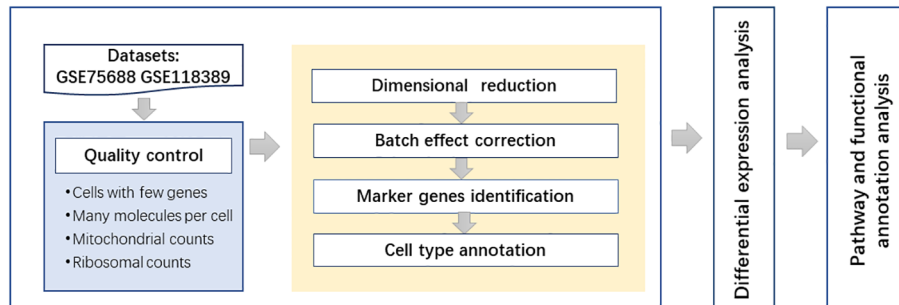 Datasets:
GSE75688 GSE118389
Quality control
•Cells with few genes
•Many molecules per cell
•Mitochondrial counts
•Ribosomal counts
Dimensional reduction
Batch effect correction
Marker genes identification
Cell type annotation
Differential expression analysis
Pathway and functional
annotation analysis